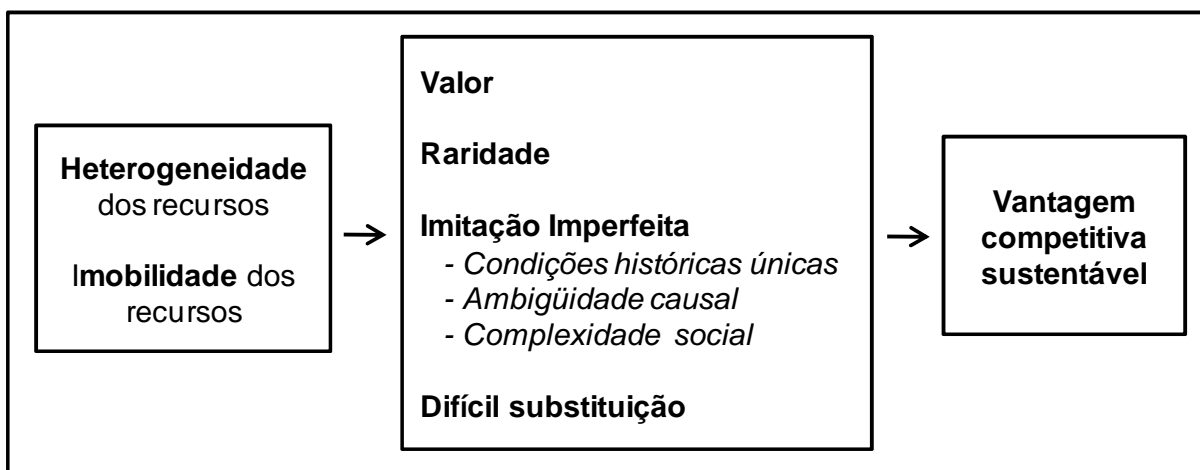 Heterogeneidade
dos recursos
Imobilidade dos
recursos
Valor
Raridade
Imitação Imperfeita
- Condições históricas únicas
- Ambigüidade causal
- Complexidade social
Difícil substituição
Vantagem
competitiva
sustentável